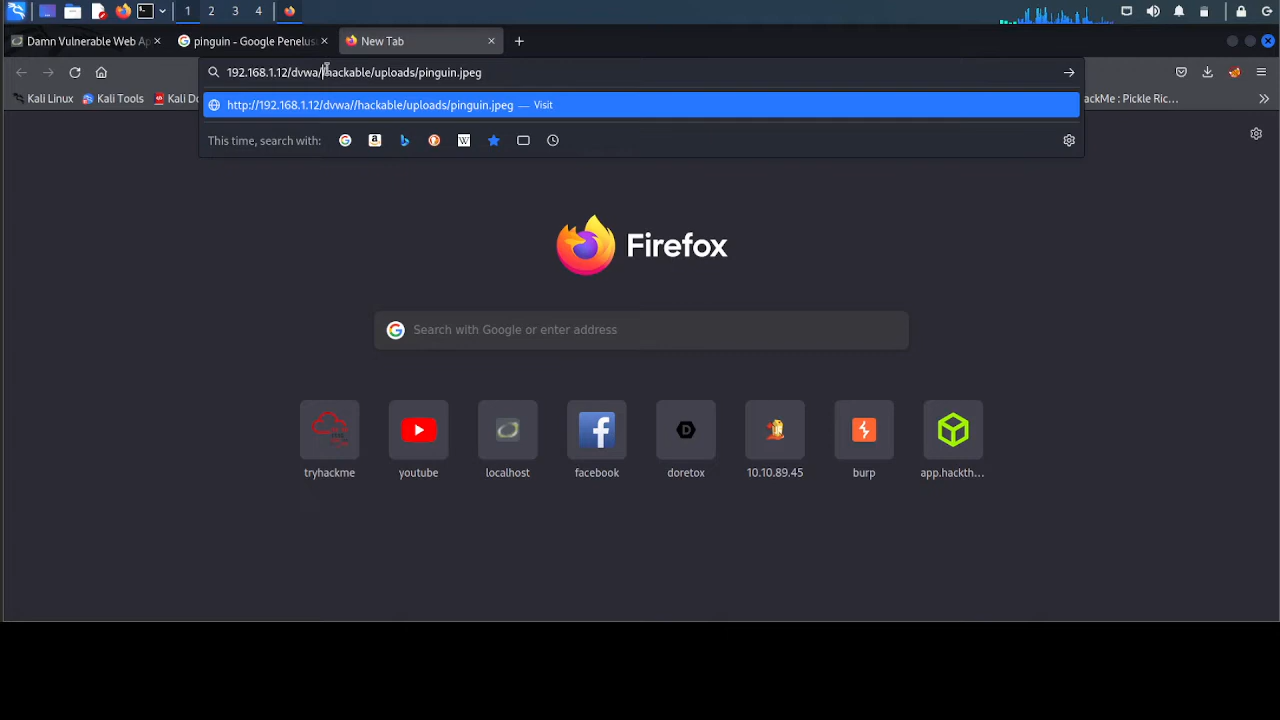 1 2 3 4
Damn Vulnerable Web Ap
pinguin - Google Penelus
New Tab
192.168.1.12/dvwa//hackable/uploads/pinguin.jpeg
Kali Linux
Kali Tools
Kali Do
ackMe : Pickle Ric...
http://192.168.1.12/dvwa//hackable/uploads/pinguin.jpeg — Visit
This time, search with:
Firefox
Search with Google or enter address
tryhackme
youtube
localhost
facebook
doretox
10.10.89.45
burp
app.hackth...